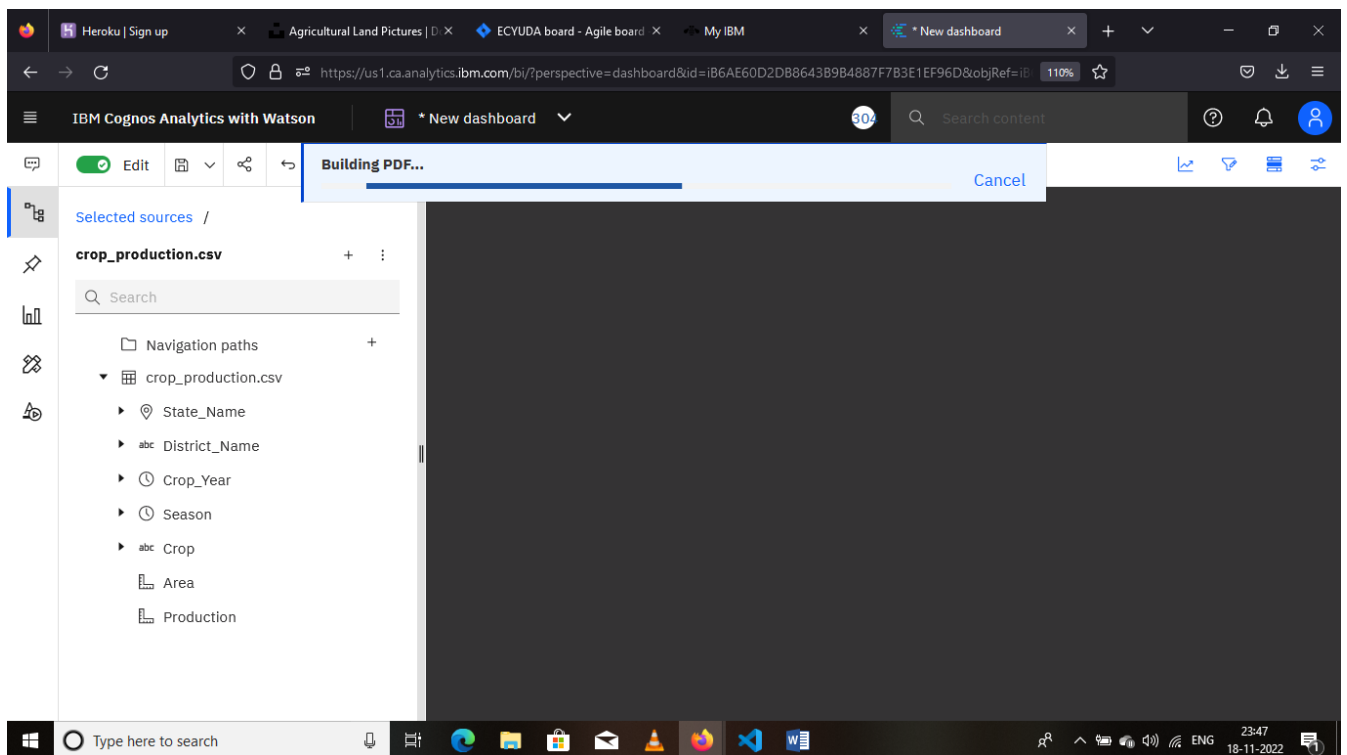 Heroku | Sign up
Agricultural Land Pictures | Do
ECYUDA board - Agile board
My IBM
* New dashboard
https://us1.ca.analytics.ibm.com/bi/?perspective=dashboard&id=iB6AE60D2DB8643B9B4887F7B3E1EF96D&objRef=iB
110%
IBM Cognos Analytics with Watson
* New dashboard
304
Search content
Edit
Building PDF...
Cancel
Selected sources /
crop_production.csv
Search
Navigation paths
crop_production.csv
State_Name
abc District_Name
Crop_Year
Season
abc Crop
Area
Production
Type here to search
ENG
23:47
18-11-2022